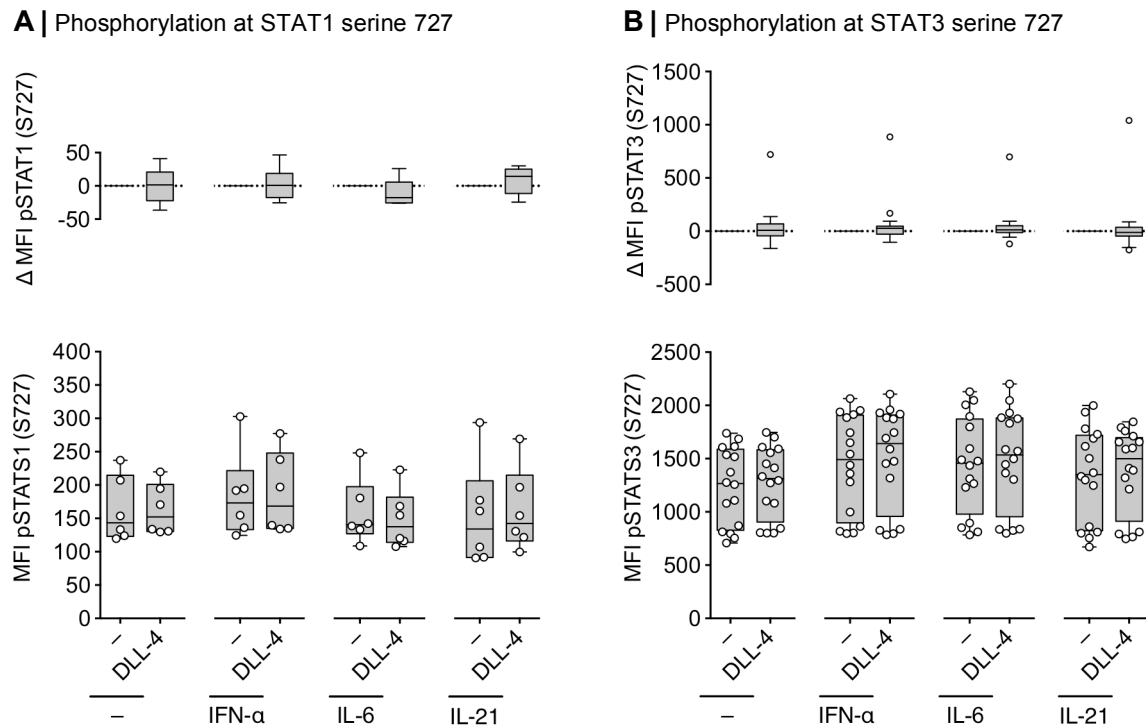 A | Phosphorylation at STAT1 serine 727
Δ MFI pSTAT1 (S727)
50
0
-50
MFI pSTATS1 (S727)
400
350
300
250
200
150
100
50
0
– DLL-4 – DLL-4 – DLL-4 – DLL-4
– IFN-α IL-6 IL-21
B | Phosphorylation at STAT3 serine 727
Δ MFI pSTAT3 (S727)
1500
1000
500
0
-500
MFI pSTATS3 (S727)
2500
2000
1500
1000
500
0
– DLL-4 – DLL-4 – DLL-4 – DLL-4
– IFN-α IL-6 IL-21